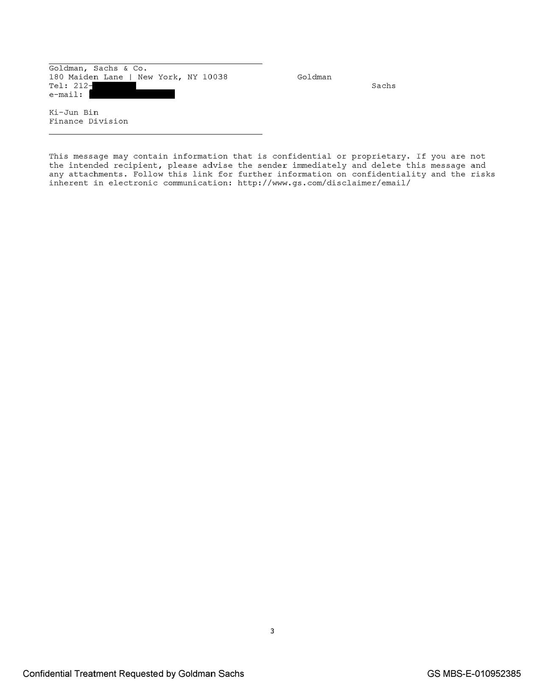 Goldman, Sachs & Co.
180 Maiden Lane | New York, NY 10038 Goldman
Tel: 212- Sachs
e-mail:
Ki-Jun Bin
Finance Division
This message may contain information that is confidential or proprietary. If you are not
the intended recipient, please advise the sender immediately and delete this message and
any attachments. Follow this link for further information on confidentiality and the risks
inherent in electronic communication: http://www.gs.com/disclaimer/email/
3
Confidential Treatment Requested by Goldman Sachs GS MBS-E-010952385